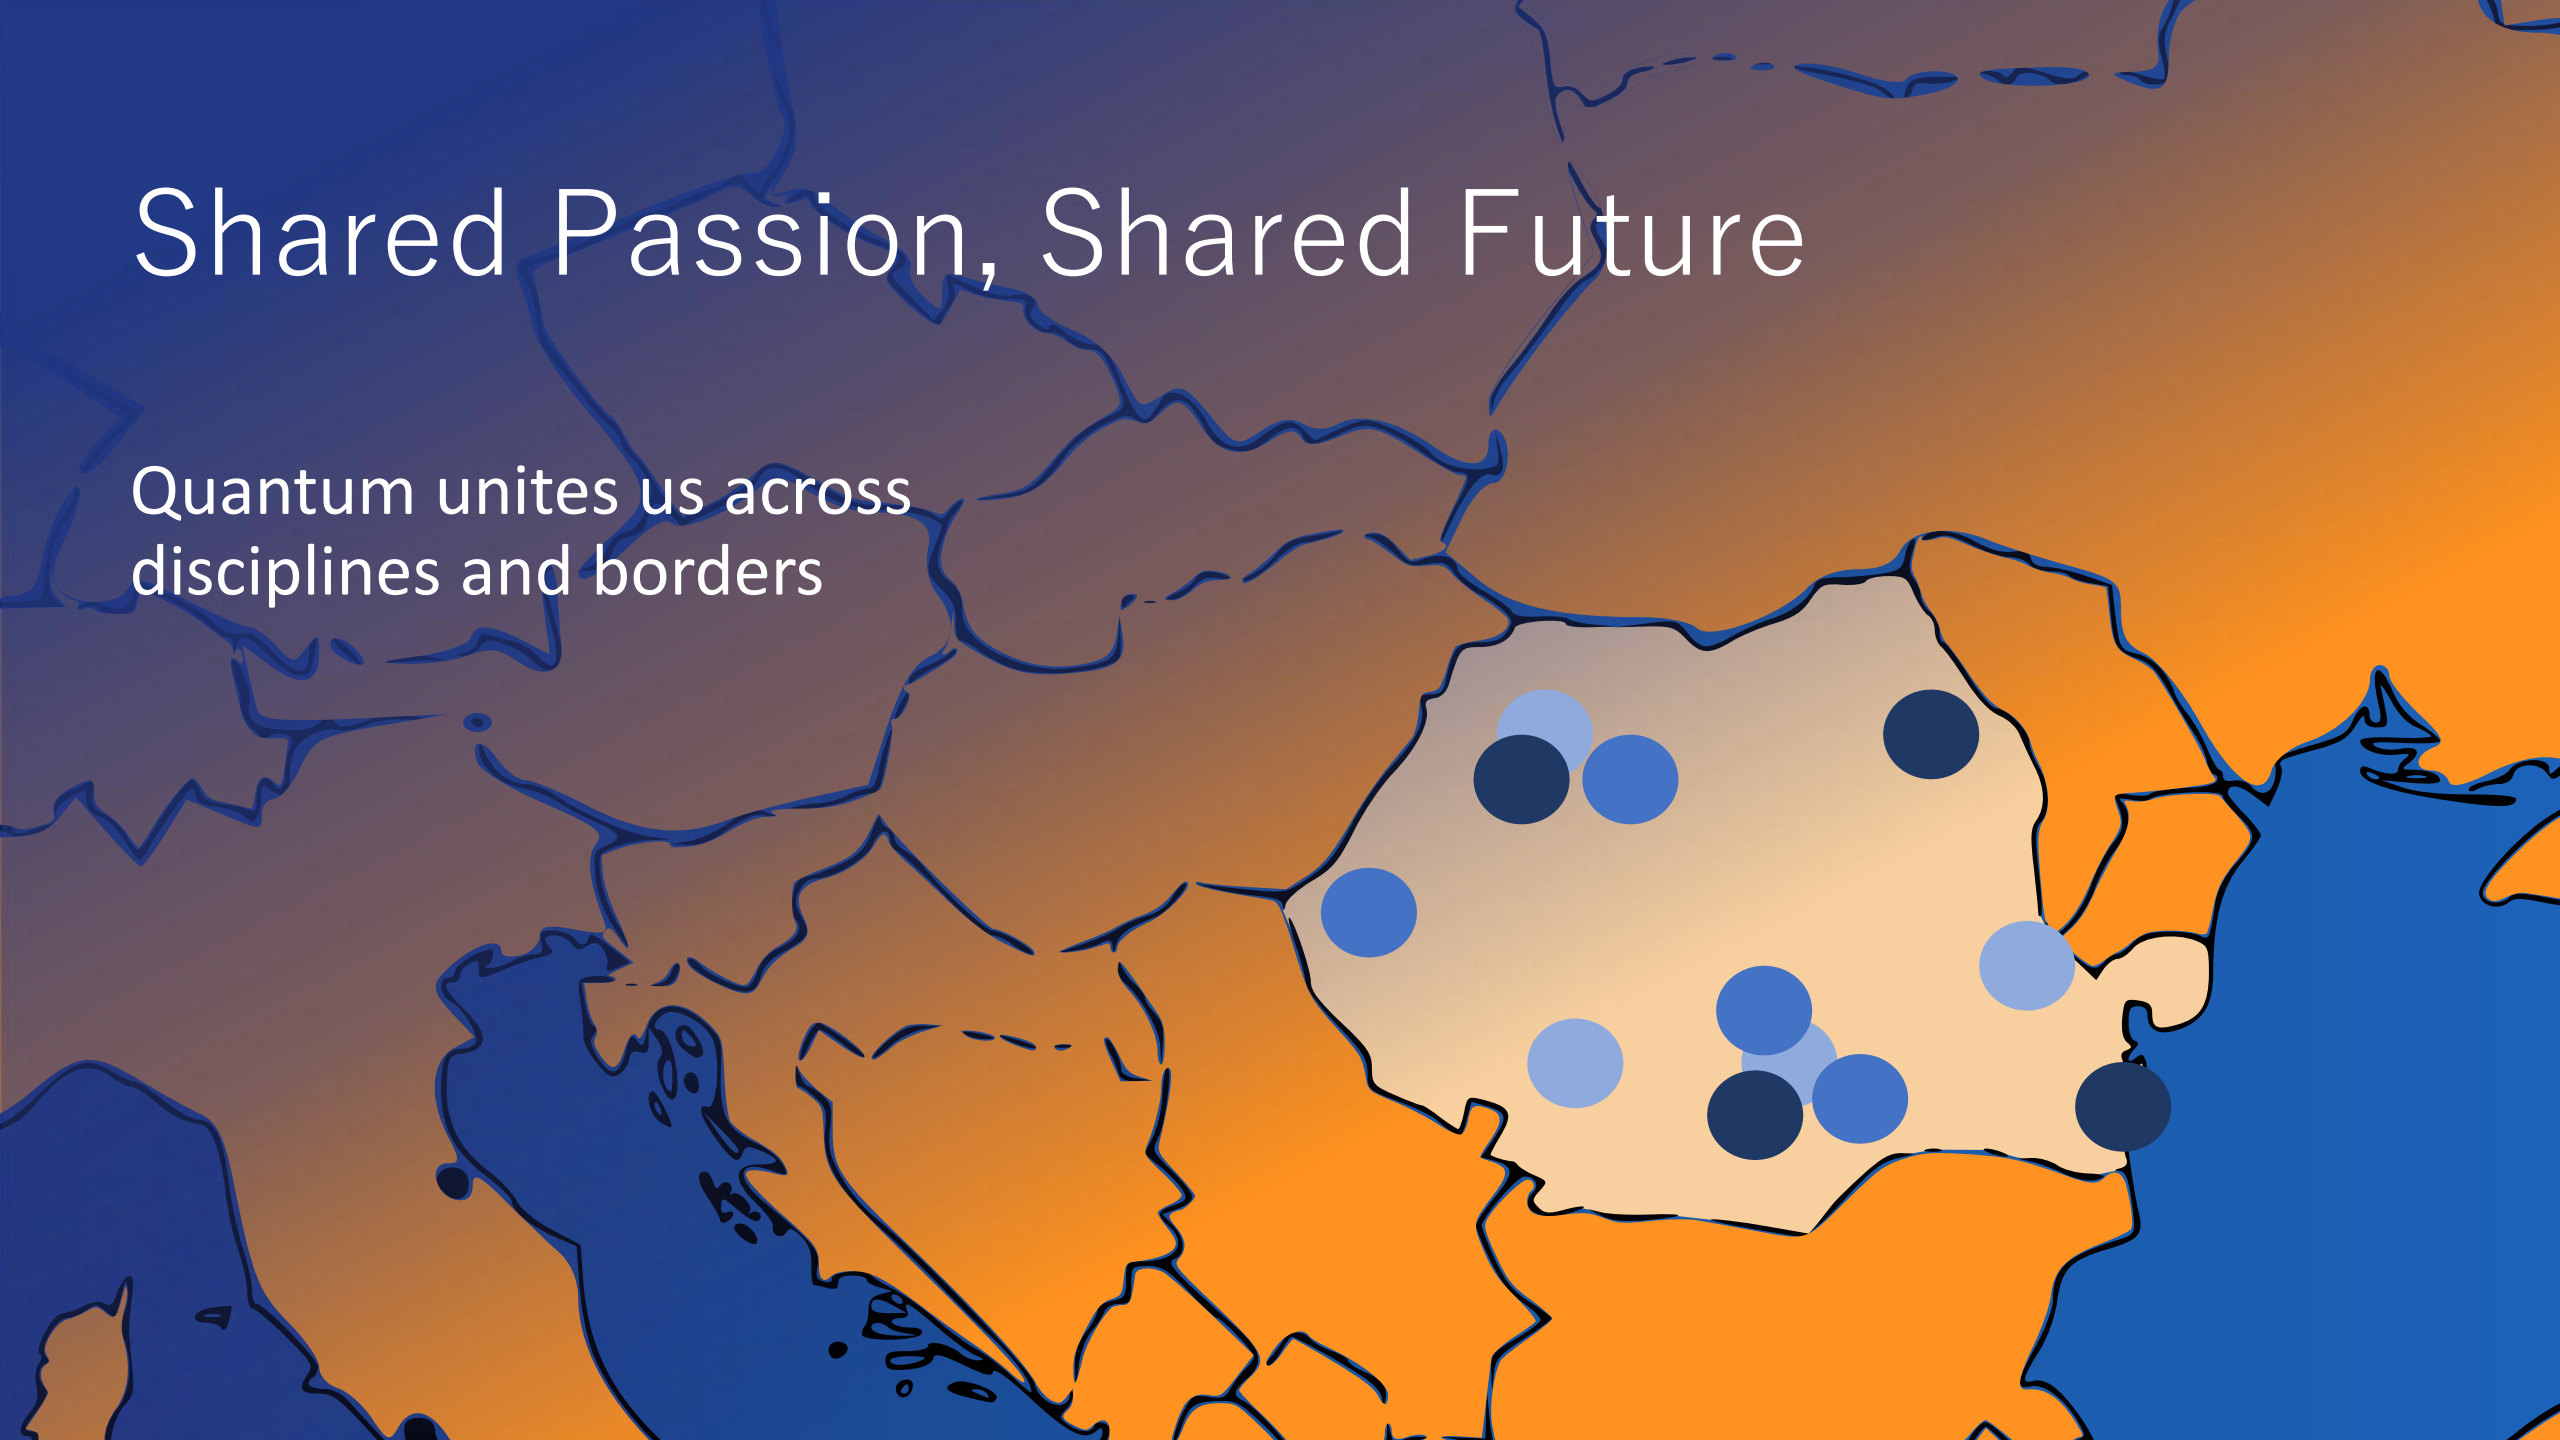 Shared Passion, Shared Future
Quantum unites us across
disciplines and borders